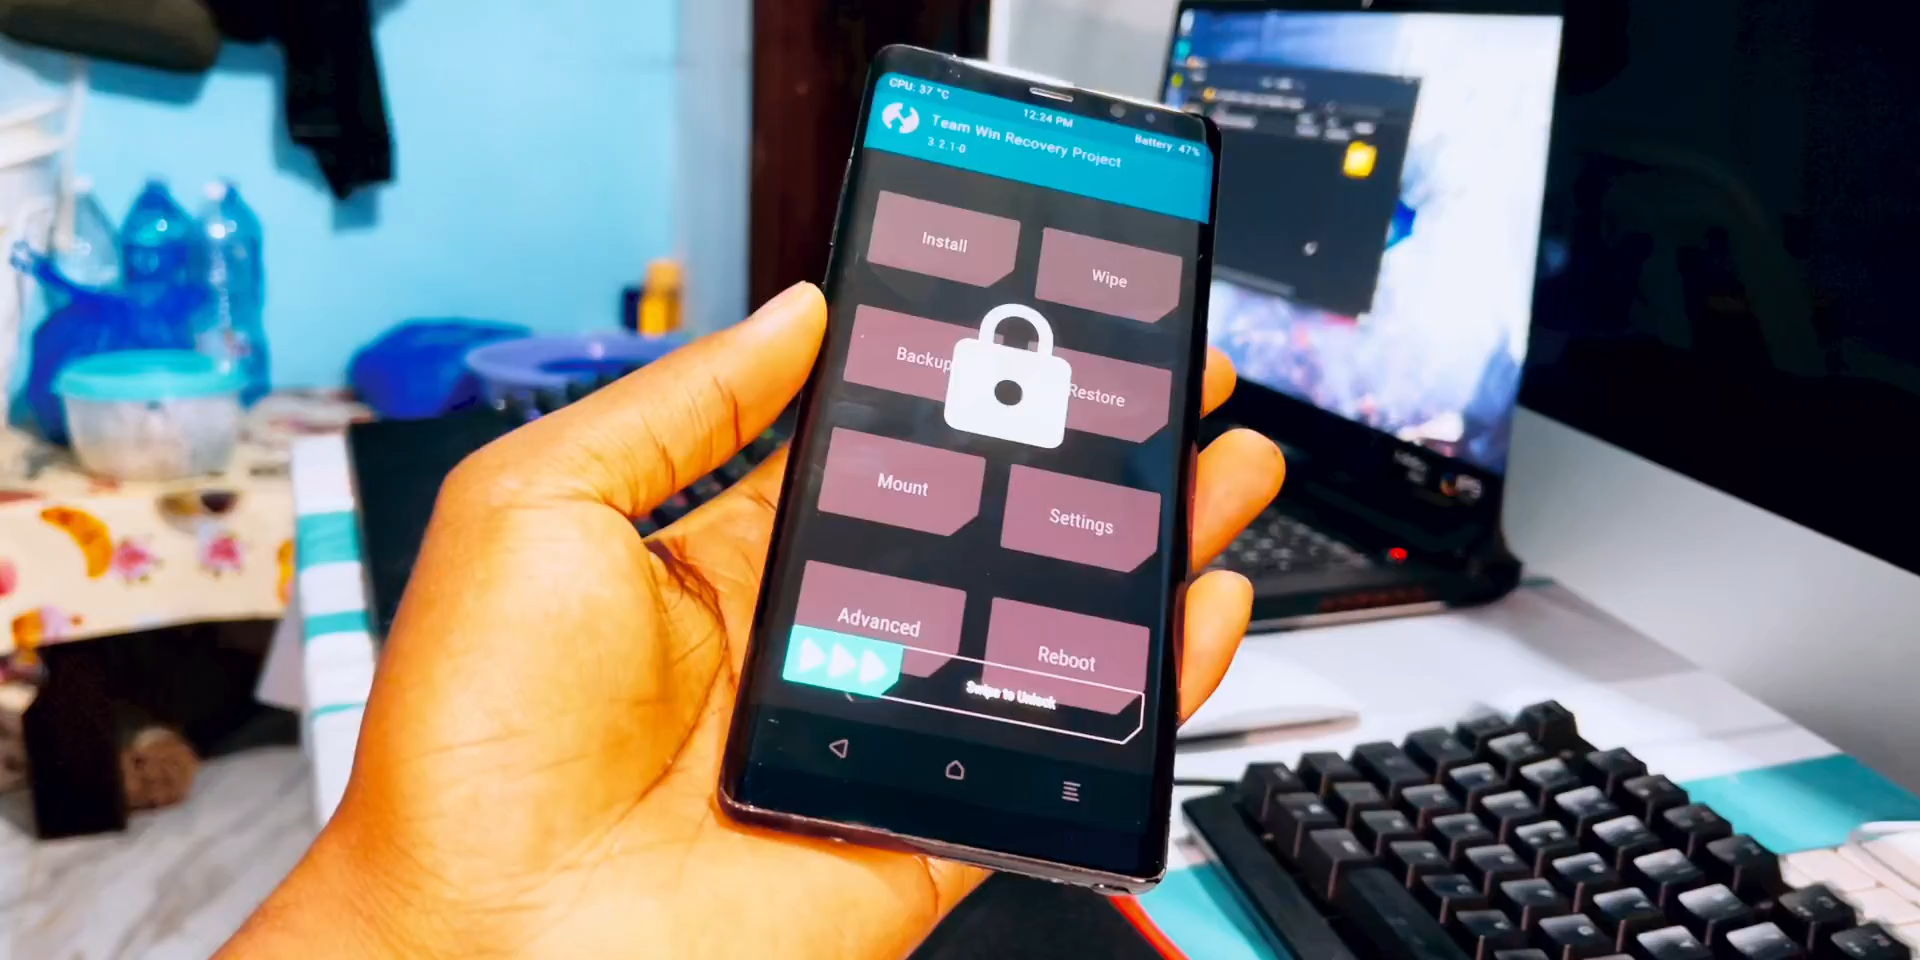 CPU: 37 °C
12:24 PM
Battery: 47%
Team Win Recovery Project
3.2.1-0
Install
Wipe
Backup
Restore
Mount
Settings
Advanced
Reboot
Swipe to Unlock